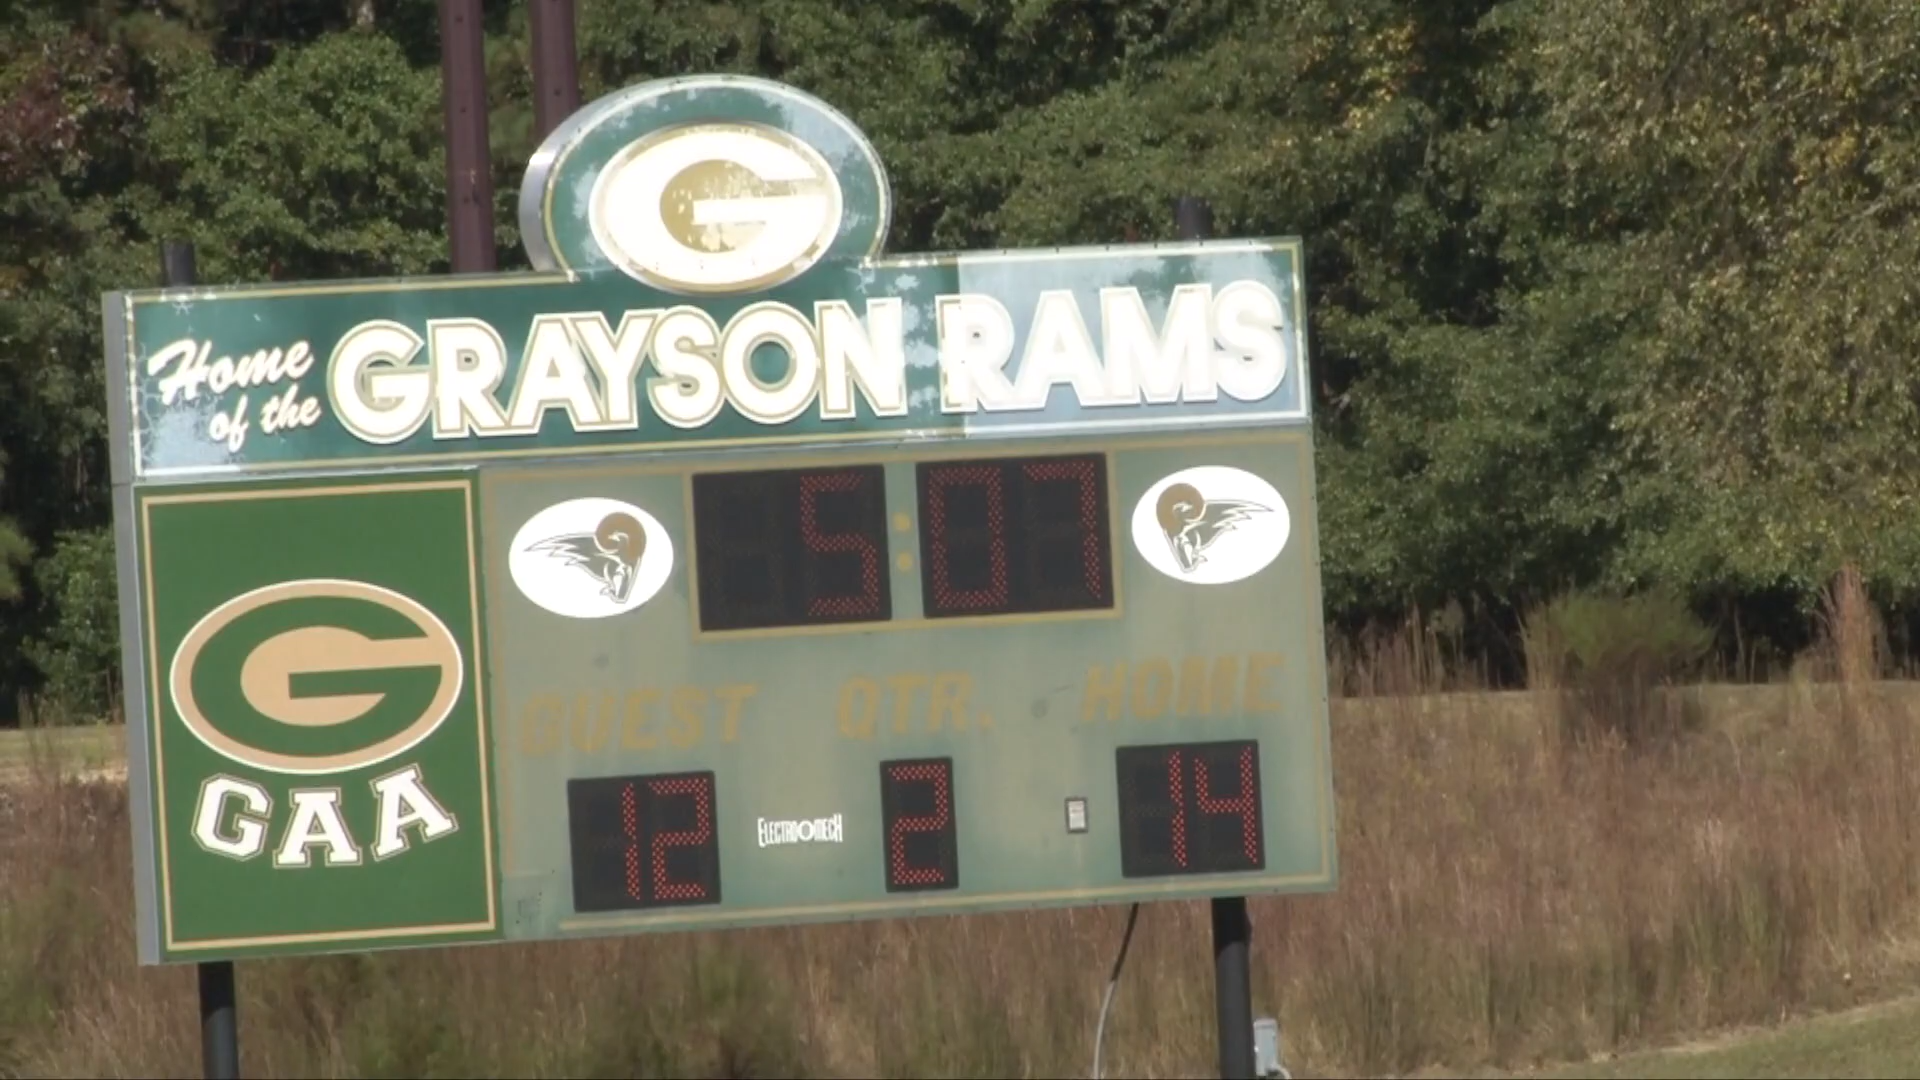 G
Home of the GRAYSON RAMS
5:07
G
GAA
GUEST QTR. HOME
12 2 14
ELECTRO-MECH